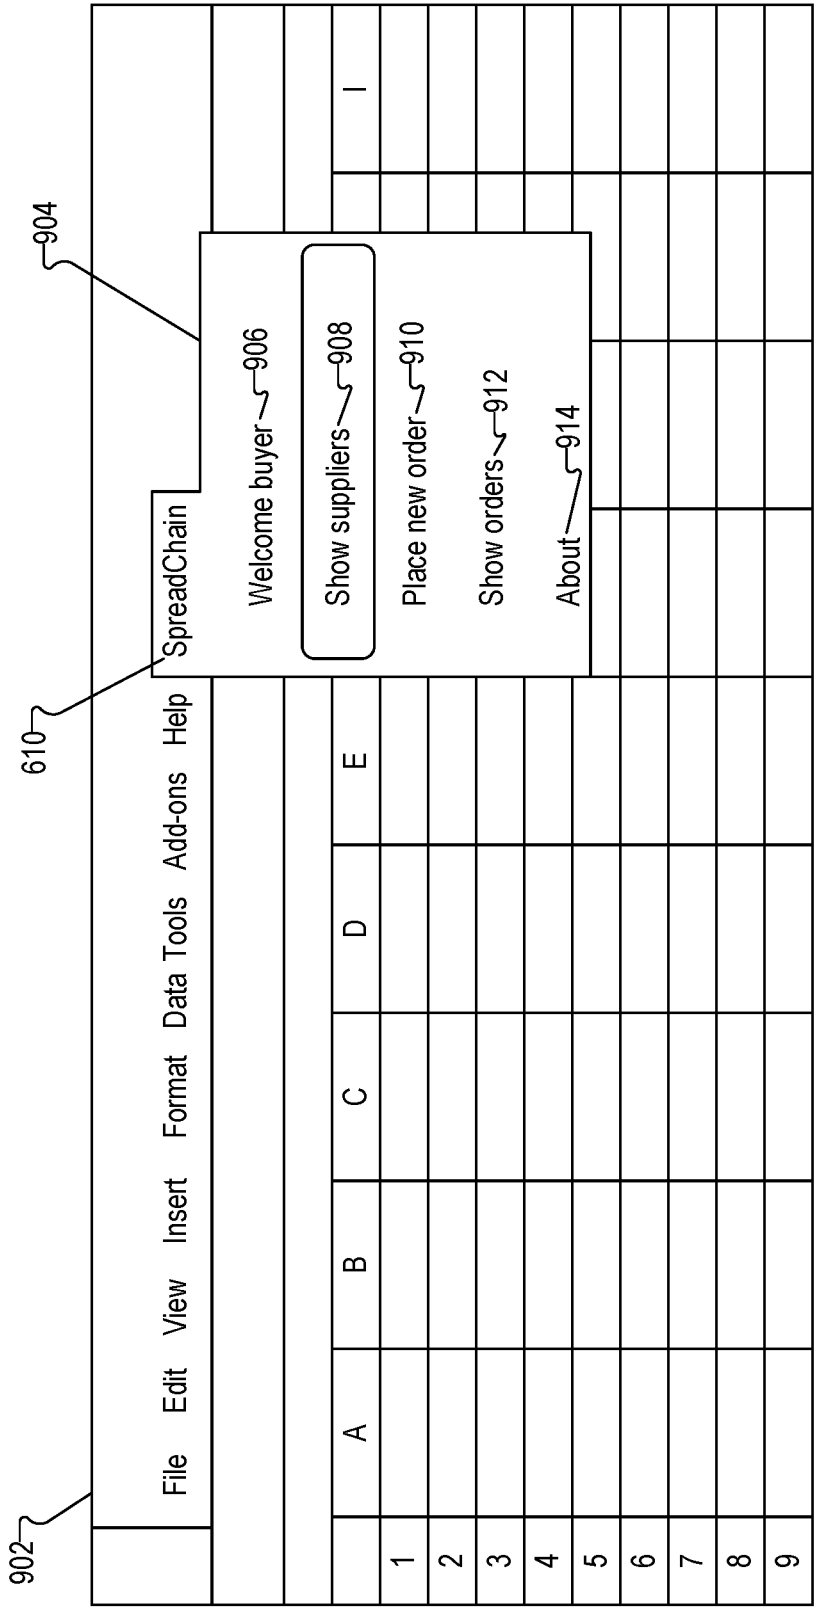 902
610
904
File Edit View Insert Format Data Tools Add-ons Help SpreadChain
Welcome buyer 906
Show suppliers 908
Place new order 910
Show orders 912
About 914
A B C D E I
1
2
3
4
5
6
7
8
9